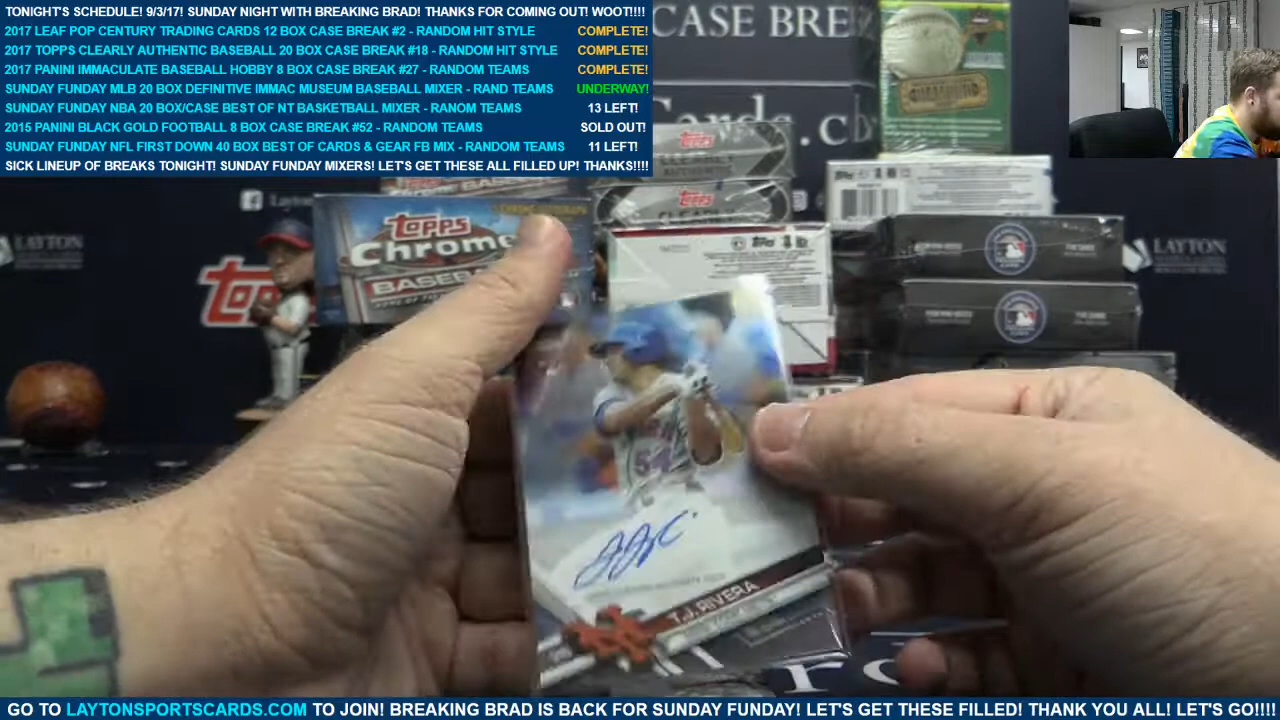 TONIGHT'S SCHEDULE! 9/3/17! SUNDAY NIGHT WITH BREAKING BRAD! THANKS FOR COMING OUT! WOOT!!!!
2017 LEAF POP CENTURY TRADING CARDS 12 BOX CASE BREAK #2 - RANDOM HIT STYLE COMPLETE!
2017 TOPPS CLEARLY AUTHENTIC BASEBALL 20 BOX CASE BREAK #18 - RANDOM HIT STYLE COMPLETE!
2017 PANINI IMMACULATE BASEBALL HOBBY 8 BOX CASE BREAK #27 - RANDOM TEAMS COMPLETE!
SUNDAY FUNDAY MLB 20 BOX DEFINITIVE IMMAC MUSEUM BASEBALL MIXER - RAND TEAMS UNDERWAY!
SUNDAY FUNDAY NBA 20 BOX/CASE BEST OF NT BASKETBALL MIXER - RANOM TEAMS 13 LEFT!
2015 PANINI BLACK GOLD FOOTBALL 8 BOX CASE BREAK #52 - RANDOM TEAMS SOLD OUT!
SUNDAY FUNDAY NFL FIRST DOWN 40 BOX BEST OF CARDS & GEAR FB MIX - RANDOM TEAMS 11 LEFT!
SICK LINEUP OF BREAKS TONIGHT! SUNDAY FUNDAY MIXERS! LET'S GET THESE ALL FILLED UP! THANKS!!!!
CASE BRE
rds.c
topps
topps
LAYTON
topps
Chrome
BASEBA
topps
LAYTON
54
T.J. RIVERA
GO TO LAYTONSPORTSCARDS.COM TO JOIN! BREAKING BRAD IS BACK FOR SUNDAY FUNDAY! LET'S GET THESE FILLED! THANK YOU ALL! LET'S GO!!!!